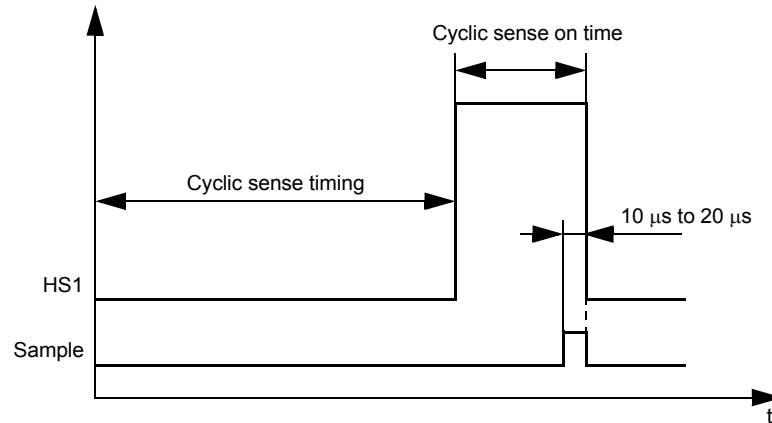 Cyclic sense on time
Cyclic sense timing
10 μs to 20 μs
HS1
Sample
t